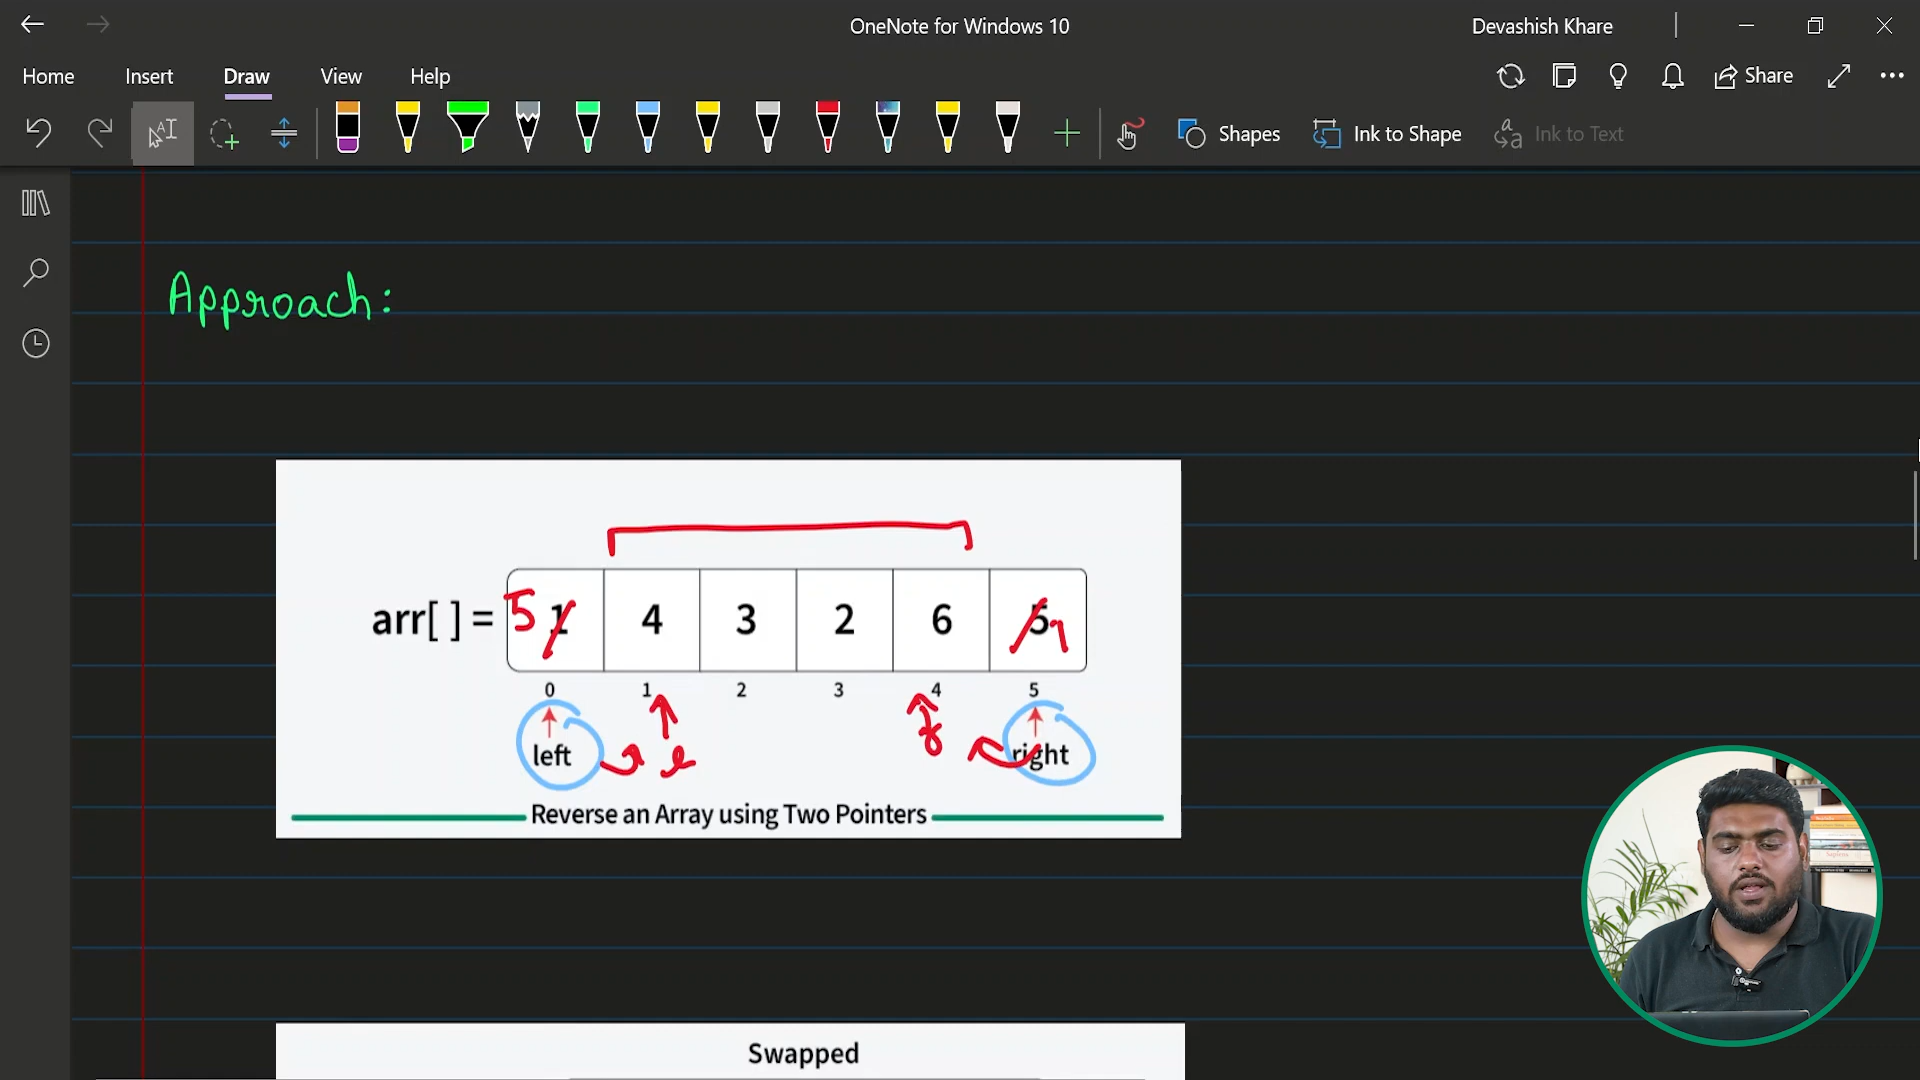 OneNote for Windows 10
Devashish Khare
Home Insert Draw View Help
Share
Shapes Ink to Shape Ink to Text
Approach:
arr[ ] = 5 1 4 3 2 6 5 1
0 1 2 3 4 5
left l r right
Reverse an Array using Two Pointers
Swapped